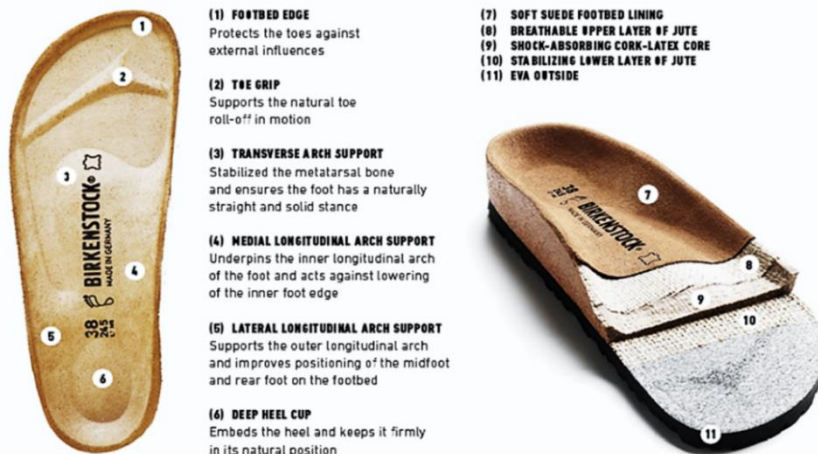 (1) FOOTBED EDGE
Protects the toes against
external influences
(2) TOE GRIP
Supports the natural toe
roll-off in motion
(3) TRANSVERSE ARCH SUPPORT
Stabilized the metatarsal bone
and ensures the foot has a naturally
straight and solid stance
(4) MEDIAL LONGITUDINAL ARCH SUPPORT
Underpins the inner longitudinal arch
of the foot and acts against lowering
of the inner foot edge
(5) LATERAL LONGITUDINAL ARCH SUPPORT
Supports the outer longitudinal arch
and improves positioning of the midfoot
and rear foot on the footbed
(6) DEEP HEEL CUP
Embeds the heel and keeps it firmly
in its natural position
(7) SOFT SUEDE FOOTBED LINING
(8) BREATHABLE UPPER LAYER OF JUTE
(9) SHOCK-ABSORBING CORK-LATEX CORE
(10) STABILIZING LOWER LAYER OF JUTE
(11) EVA OUTSIDE
1
2
3
4
5
6
BIRKENSTOCK®
MADE IN GERMANY
38
245
7
8
9
10
11
38
BIRKENSTOCK®
MADE IN GERMANY